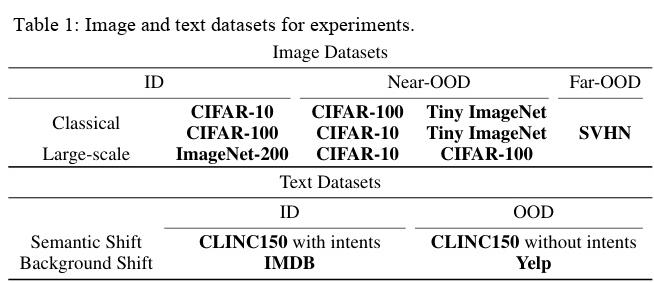 Table 1: Image and text datasets for experiments.
Image Datasets
ID Near-OOD Far-OOD
Classical CIFAR-10 CIFAR-100 Tiny ImageNet SVHN
CIFAR-100 CIFAR-10 Tiny ImageNet
Large-scale ImageNet-200 CIFAR-10 CIFAR-100
Text Datasets
ID OOD
Semantic Shift CLINC150 with intents CLINC150 without intents
Background Shift IMDB Yelp